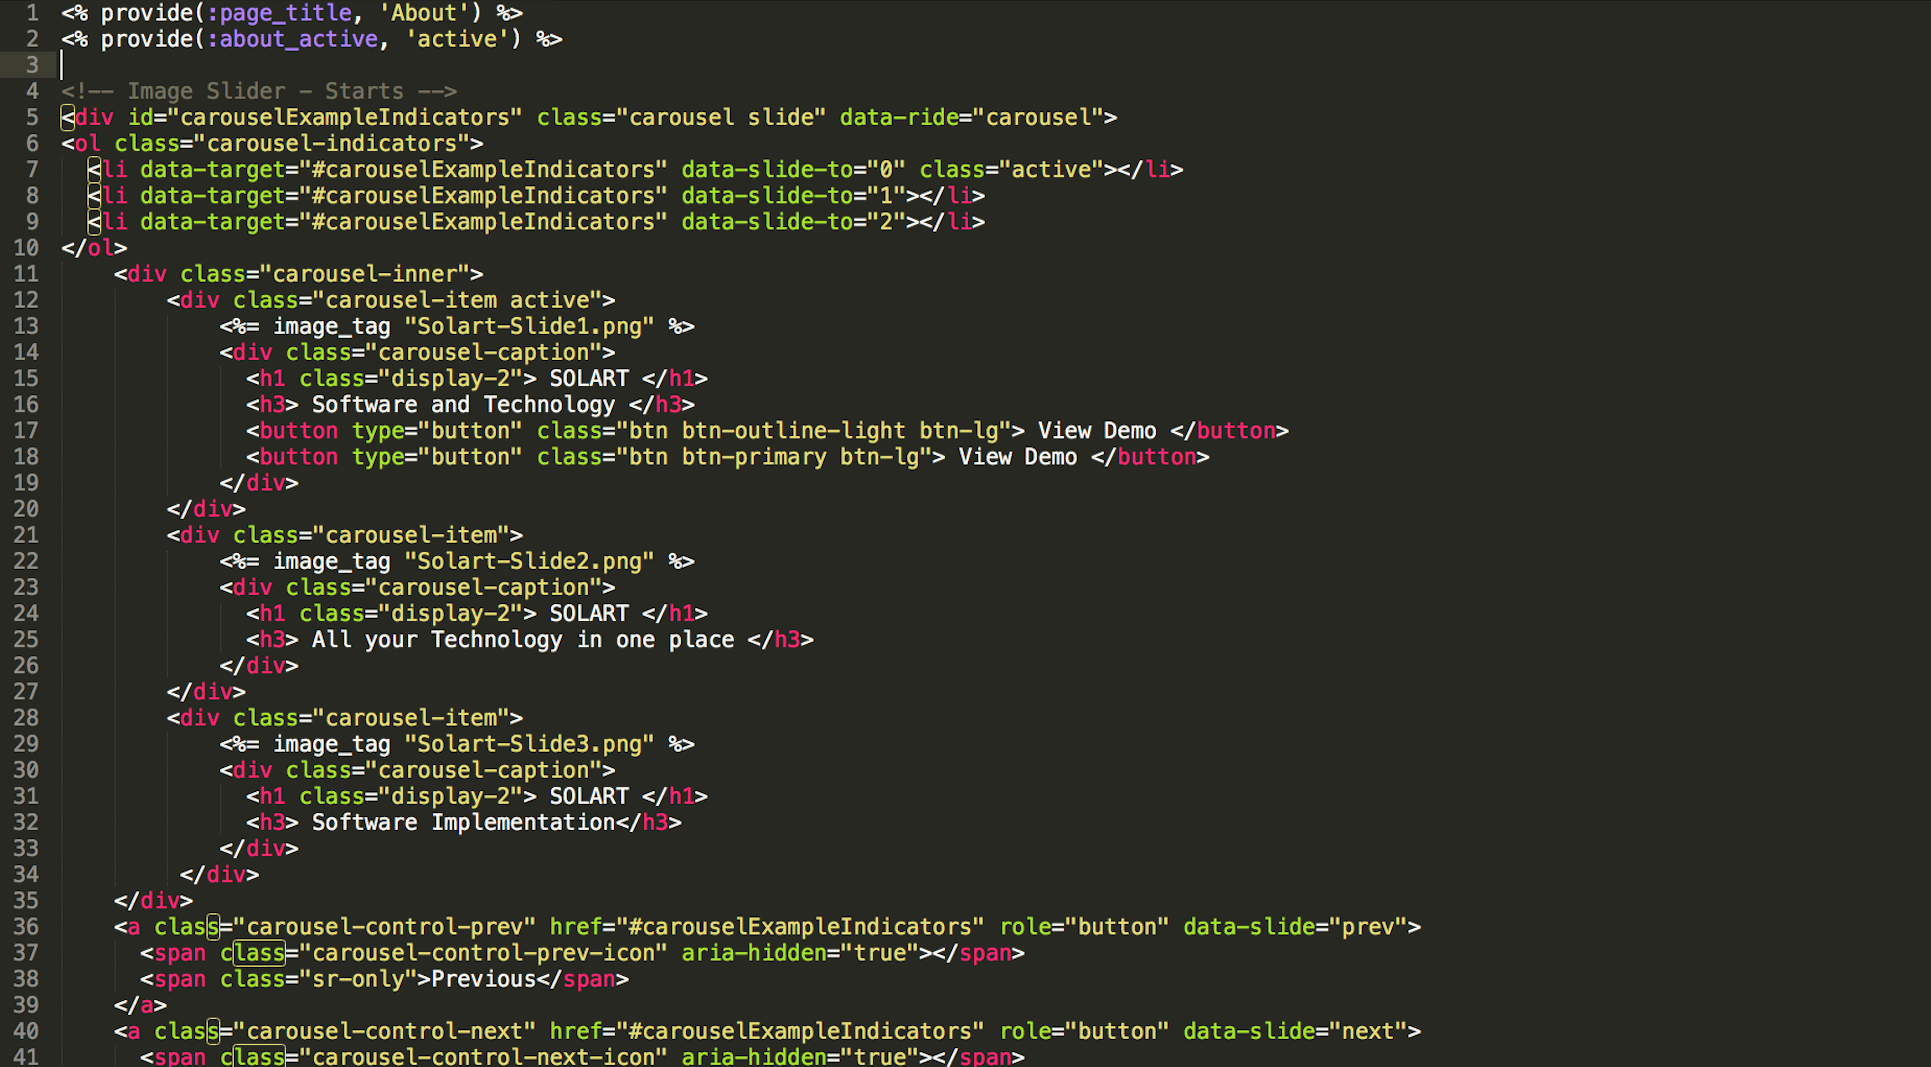 1 <% provide(:page_title, 'About') %>
2 <% provide(:about_active, 'active') %>
3
4 <!-- Image Slider - Starts -->
5 <div id="carouselExampleIndicators" class="carousel slide" data-ride="carousel">
6 <ol class="carousel-indicators">
7   <li data-target="#carouselExampleIndicators" data-slide-to="0" class="active"></li>
8   <li data-target="#carouselExampleIndicators" data-slide-to="1"></li>
9   <li data-target="#carouselExampleIndicators" data-slide-to="2"></li>
10 </ol>
11     <div class="carousel-inner">
12         <div class="carousel-item active">
13             <%= image_tag "Solart-Slide1.png" %>
14             <div class="carousel-caption">
15               <h1 class="display-2"> SOLART </h1>
16               <h3> Software and Technology </h3>
17               <button type="button" class="btn btn-outline-light btn-lg"> View Demo </button>
18               <button type="button" class="btn btn-primary btn-lg"> View Demo </button>
19             </div>
20         </div>
21         <div class="carousel-item">
22             <%= image_tag "Solart-Slide2.png" %>
23             <div class="carousel-caption">
24               <h1 class="display-2"> SOLART </h1>
25               <h3> All your Technology in one place </h3>
26             </div>
27         </div>
28         <div class="carousel-item">
29             <%= image_tag "Solart-Slide3.png" %>
30             <div class="carousel-caption">
31               <h1 class="display-2"> SOLART </h1>
32               <h3> Software Implementation</h3>
33             </div>
34          </div>
35     </div>
36     <a class="carousel-control-prev" href="#carouselExampleIndicators" role="button" data-slide="prev">
37       <span class="carousel-control-prev-icon" aria-hidden="true"></span>
38       <span class="sr-only">Previous</span>
39     </a>
40     <a class="carousel-control-next" href="#carouselExampleIndicators" role="button" data-slide="next">
41       <span class="carousel-control-next-icon" aria-hidden="true"></span>